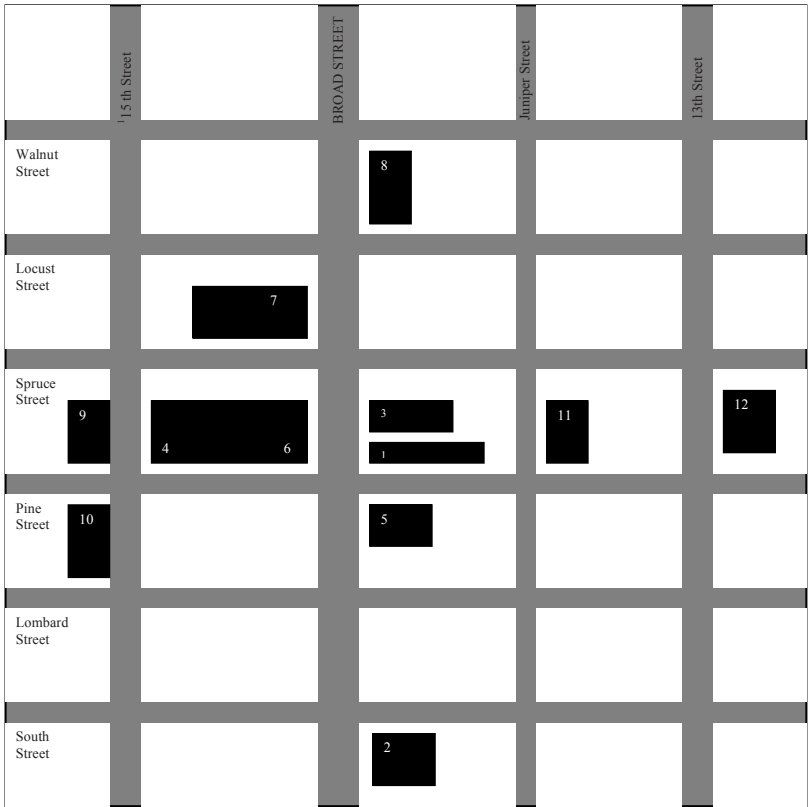 15 th Street
BROAD STREET
Juniper Street
13th Street
Walnut
Street
8
Locust
Street
7
Spruce
Street
9
4
6
3
1
11
12
Pine
Street
10
5
Lombard
Street
South
Street
2